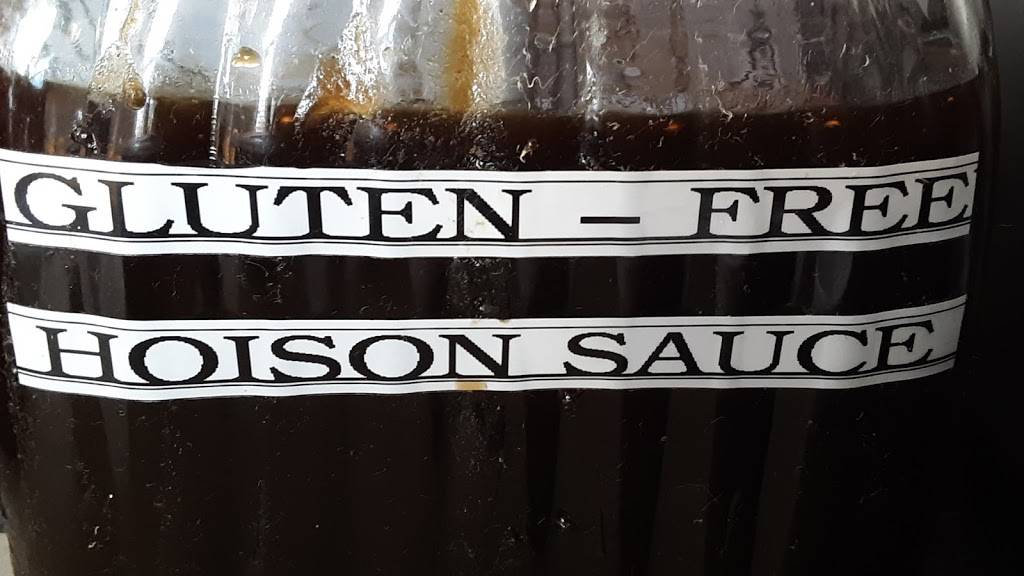 GLUTEN – FREE
HOISON SAUCE